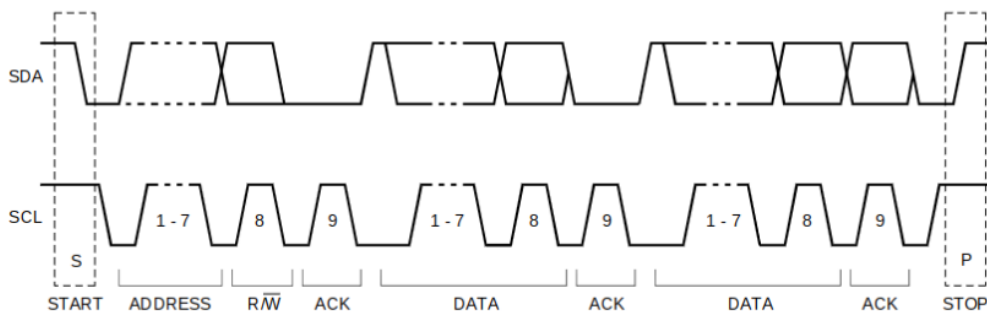 SDA
SCL
1 - 7 8 9 1 - 7 8 9 1 - 7 8 9
S P
START ADDRESS R/W̅ ACK DATA ACK DATA ACK STOP